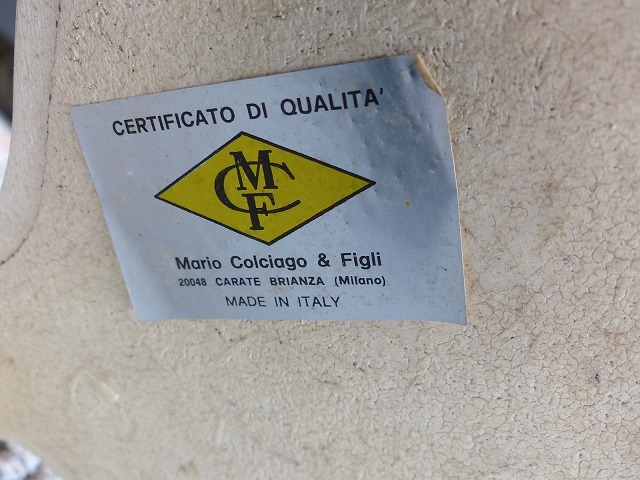 CERTIFICATO DI QUALITA'
MCF
Mario Colciago & Figli
20048 CARATE BRIANZA (Milano)
MADE IN ITALY